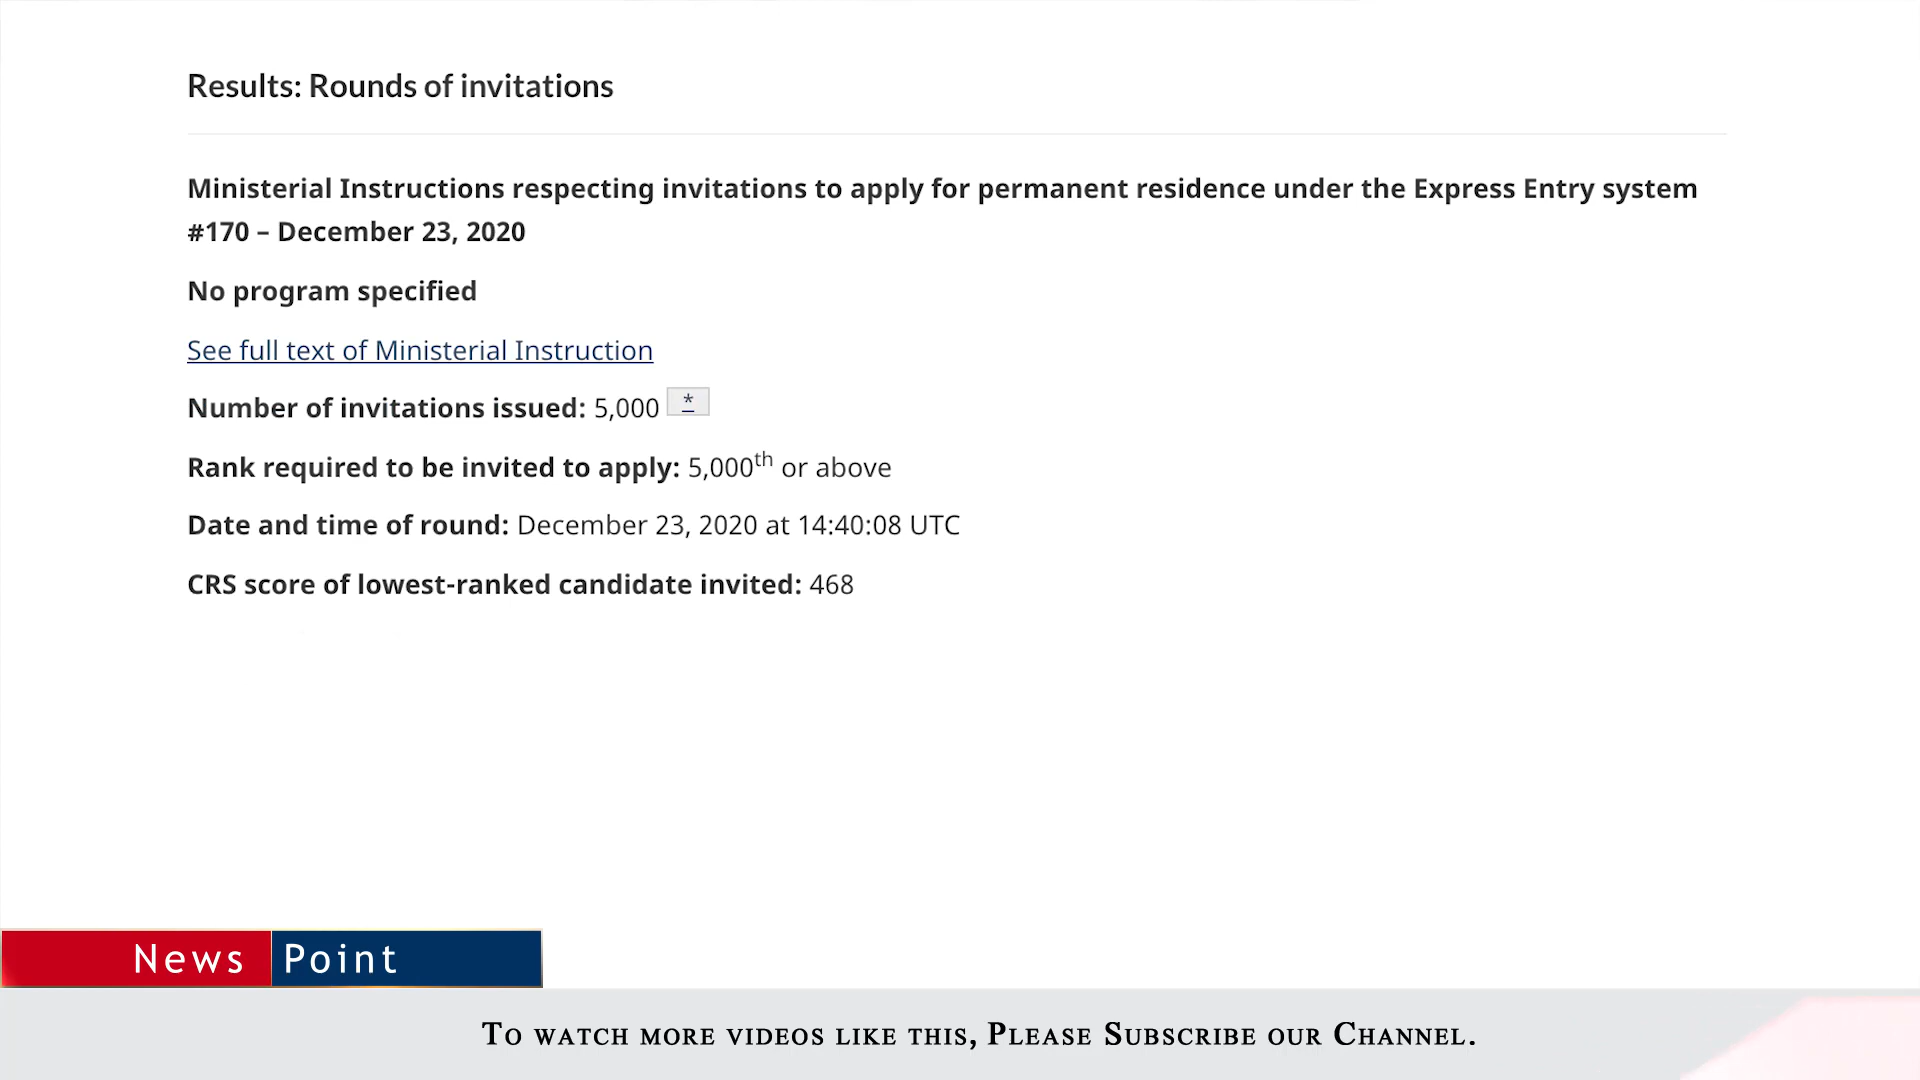 Results: Rounds of invitations
Ministerial Instructions respecting invitations to apply for permanent residence under the Express Entry system
#170 – December 23, 2020
No program specified
See full text of Ministerial Instruction
Number of invitations issued: 5,000 *
Rank required to be invited to apply: 5,000th or above
Date and time of round: December 23, 2020 at 14:40:08 UTC
CRS score of lowest-ranked candidate invited: 468
News Point
To watch more videos like this, Please Subscribe our Channel.